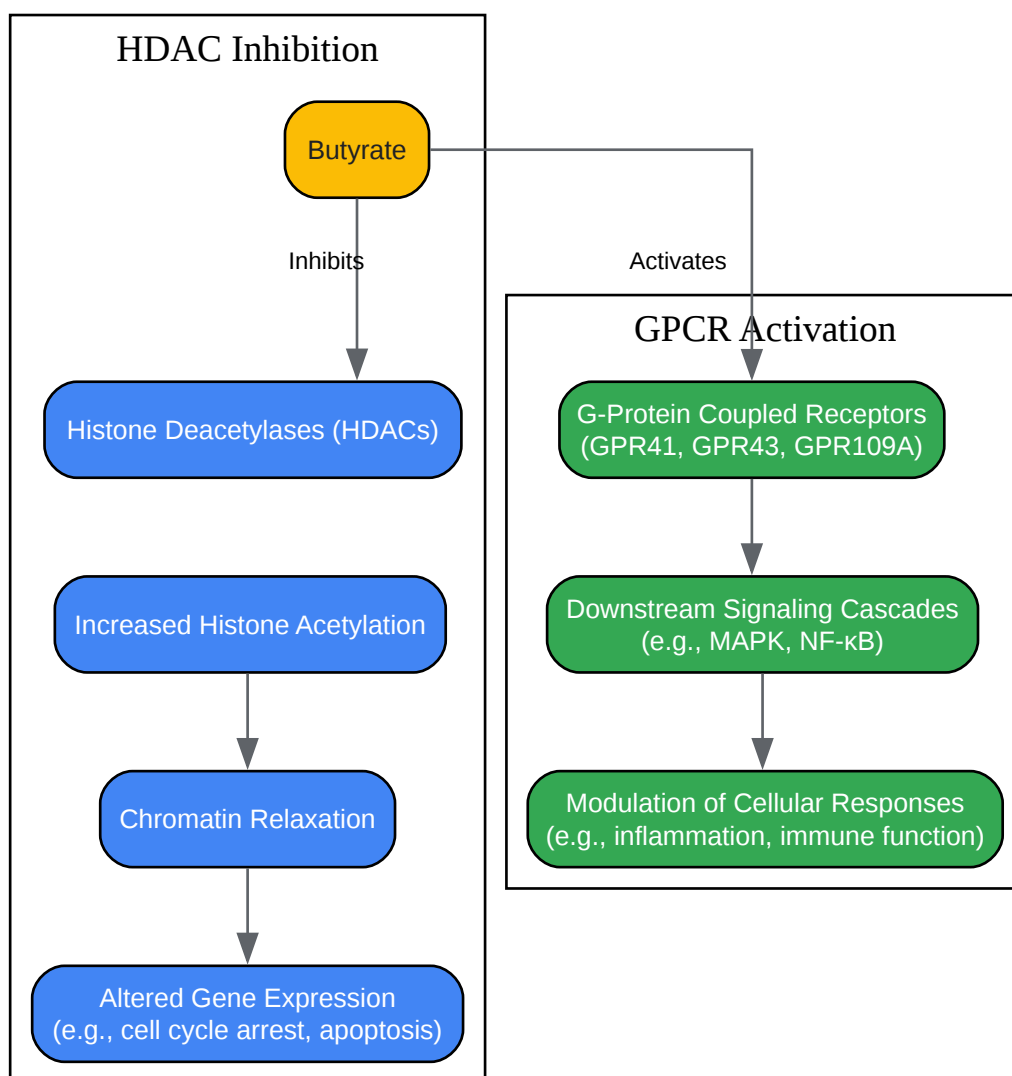 HDAC Inhibition
Butyrate
Inhibits
Activates
GPCR Activation
Histone Deacetylases (HDACs)
G-Protein Coupled Receptors
(GPR41, GPR43, GPR109A)
Increased Histone Acetylation
Downstream Signaling Cascades
(e.g., MAPK, NF-κB)
Chromatin Relaxation
Modulation of Cellular Responses
(e.g., inflammation, immune function)
Altered Gene Expression
(e.g., cell cycle arrest, apoptosis)